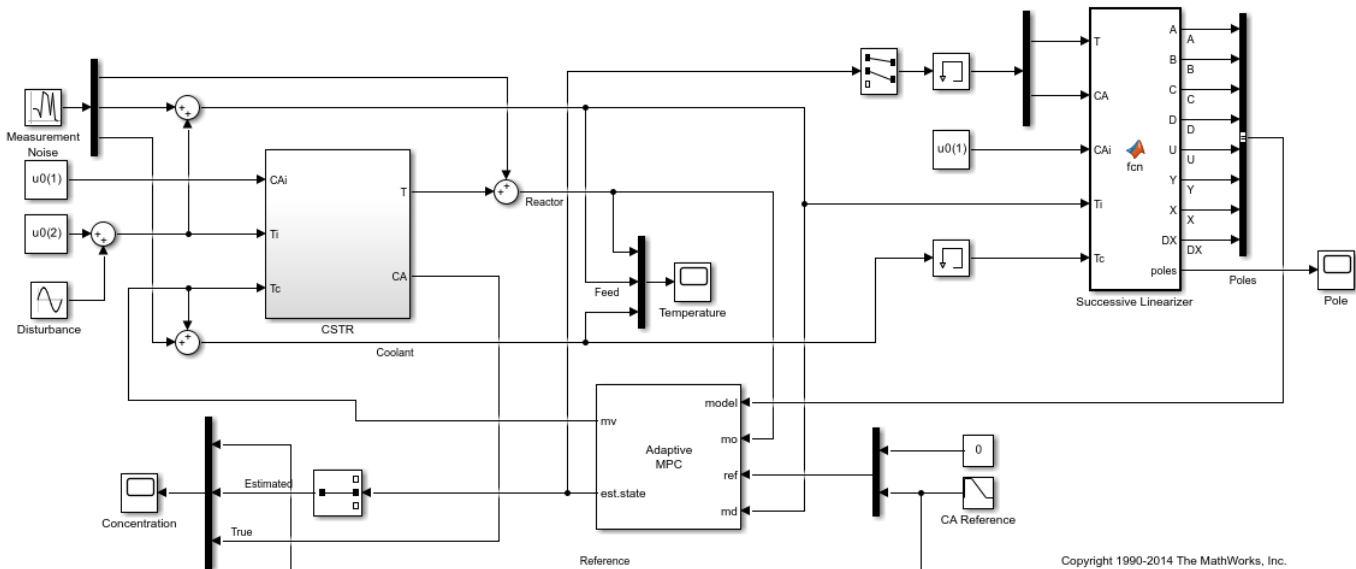 Measurement
Noise
u0(1)
u0(2)
Disturbance
+
+
+
+
+
+
+
+
CAi
Ti
Tc
T
CA
CSTR
Reactor
Feed
Coolant
Temperature
u0(1)
T
CA
CAi
Ti
Tc
fcn
A
B
C
D
U
Y
X
DX
poles
A
B
C
D
U
Y
X
DX
Successive Linearizer
Poles
Pole
mv
est.state
Adaptive
MPC
model
mo
ref
md
0
CA Reference
Concentration
Estimated
True
Reference
Copyright 1990-2014 The MathWorks, Inc.